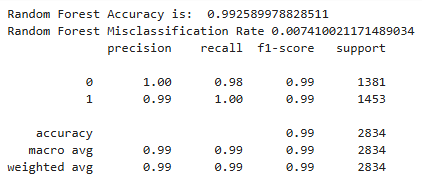 Random Forest Accuracy is:  0.992589978828511
Random Forest Misclassification Rate 0.007410021171489034
precision    recall  f1-score   support
0       1.00      0.98      0.99      1381
1       0.99      1.00      0.99      1453
accuracy                           0.99      2834
macro avg       0.99      0.99      0.99      2834
weighted avg       0.99      0.99      0.99      2834